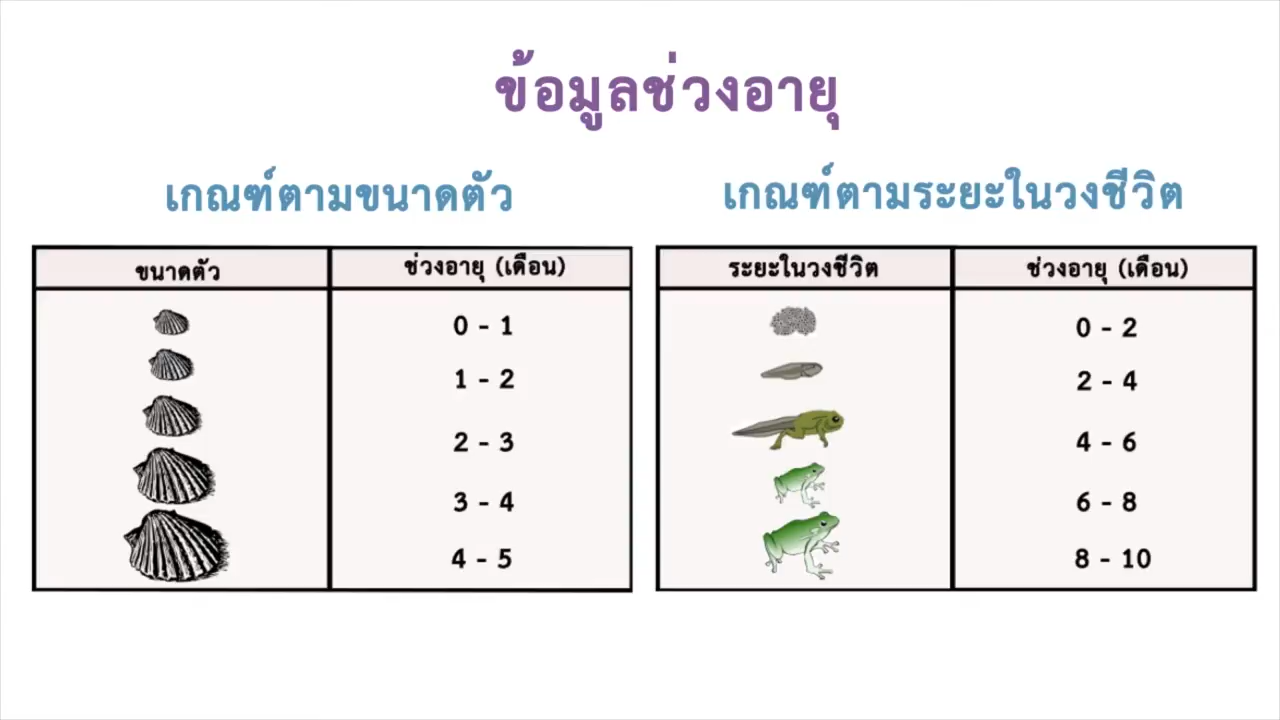 ข้อมูลช่วงอายุ
เกณฑ์ตามขนาดตัว
ขนาดตัว ช่วงอายุ (เดือน)
0 - 1
1 - 2
2 - 3
3 - 4
4 - 5
เกณฑ์ตามระยะในวงชีวิต
ระยะในวงชีวิต ช่วงอายุ (เดือน)
0 - 2
2 - 4
4 - 6
6 - 8
8 - 10